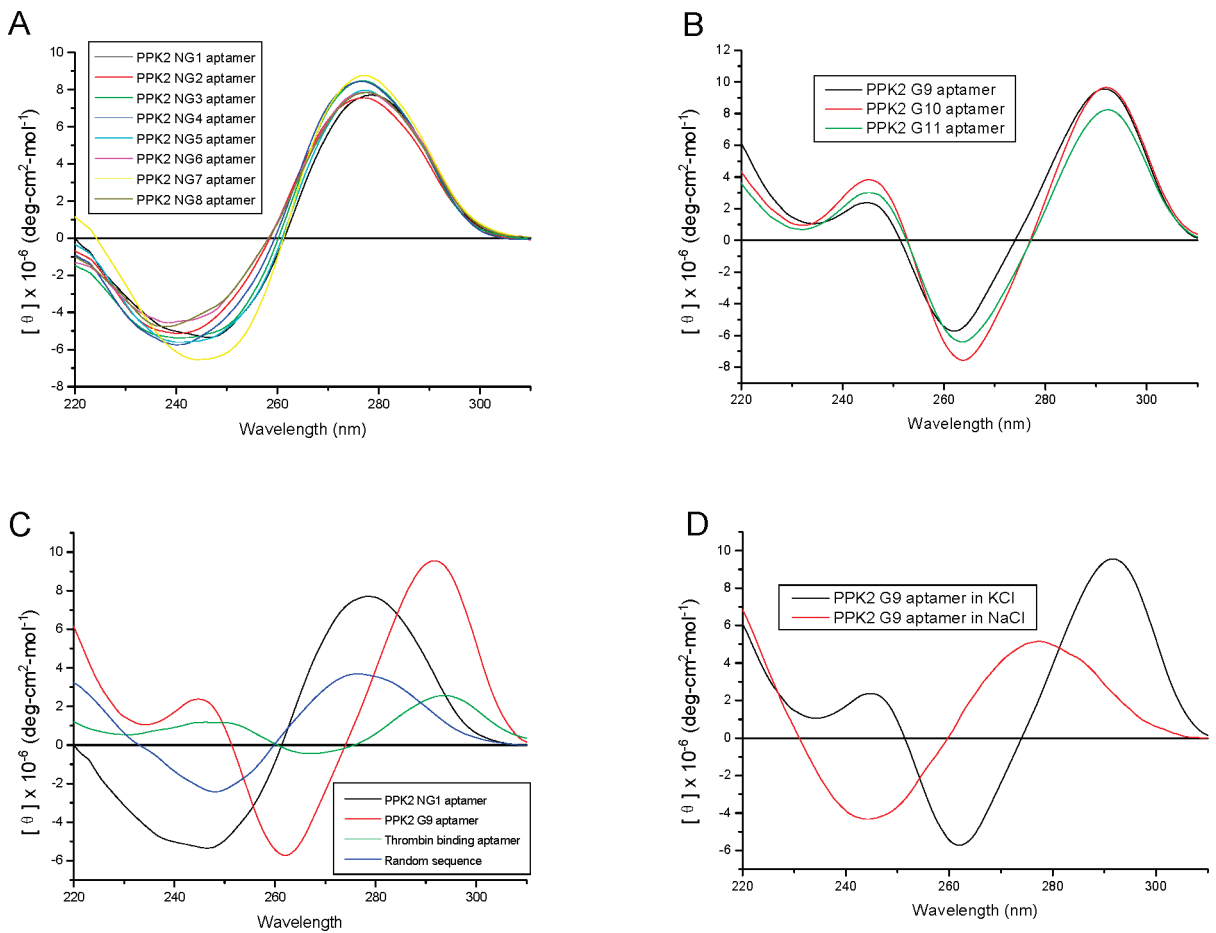 A
PPK2 NG1 aptamer
PPK2 NG2 aptamer
PPK2 NG3 aptamer
PPK2 NG4 aptamer
PPK2 NG5 aptamer
PPK2 NG6 aptamer
PPK2 NG7 aptamer
PPK2 NG8 aptamer
[ θ ] x 10⁻⁶ (deg-cm²-mol⁻¹)
10
8
6
4
2
0
-2
-4
-6
-8
220 240 260 280 300
Wavelength (nm)
B
PPK2 G9 aptamer
PPK2 G10 aptamer
PPK2 G11 aptamer
[ θ ] x 10⁻⁶ (deg-cm²-mol⁻¹)
12
10
8
6
4
2
0
-2
-4
-6
-8
220 240 260 280 300
Wavelength (nm)
C
[ θ ] x 10⁻⁶ (deg-cm²-mol⁻¹)
10
8
6
4
2
0
-2
-4
-6
PPK2 NG1 aptamer
PPK2 G9 aptamer
Thrombin binding aptamer
Random sequence
220 240 260 280 300
Wavelength
D
PPK2 G9 aptamer in KCl
PPK2 G9 aptamer in NaCl
[ θ ] x 10⁻⁶ (deg-cm²-mol⁻¹)
10
8
6
4
2
0
-2
-4
-6
220 240 260 280 300
Wavelength (nm)